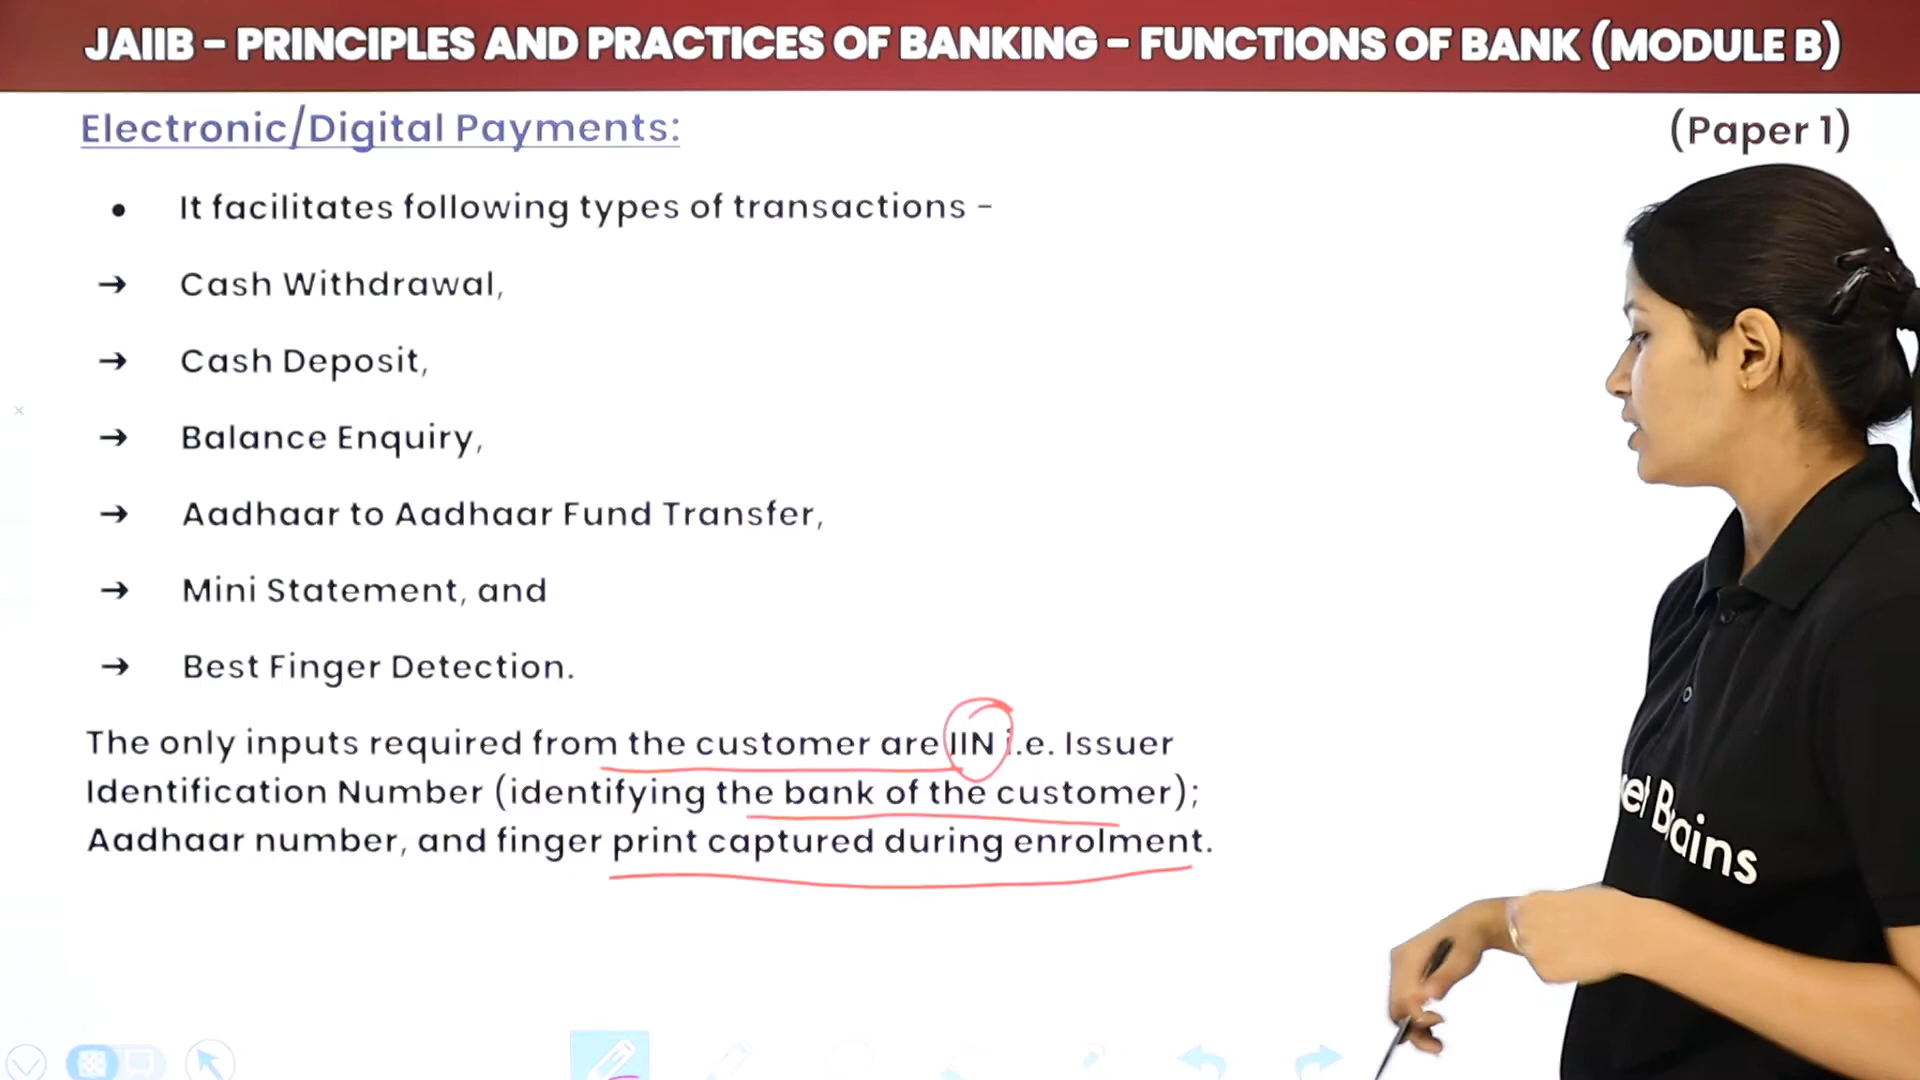 JAIIB – PRINCIPLES AND PRACTICES OF BANKING – FUNCTIONS OF BANK (MODULE B)
Electronic/Digital Payments:
(Paper 1)
• It facilitates following types of transactions -
→ Cash Withdrawal,
→ Cash Deposit,
→ Balance Enquiry,
→ Aadhaar to Aadhaar Fund Transfer,
→ Mini Statement, and
→ Best Finger Detection.
The only inputs required from the customer are IIN i.e. Issuer
Identification Number (identifying the bank of the customer);
Aadhaar number, and finger print captured during enrolment.
Brains